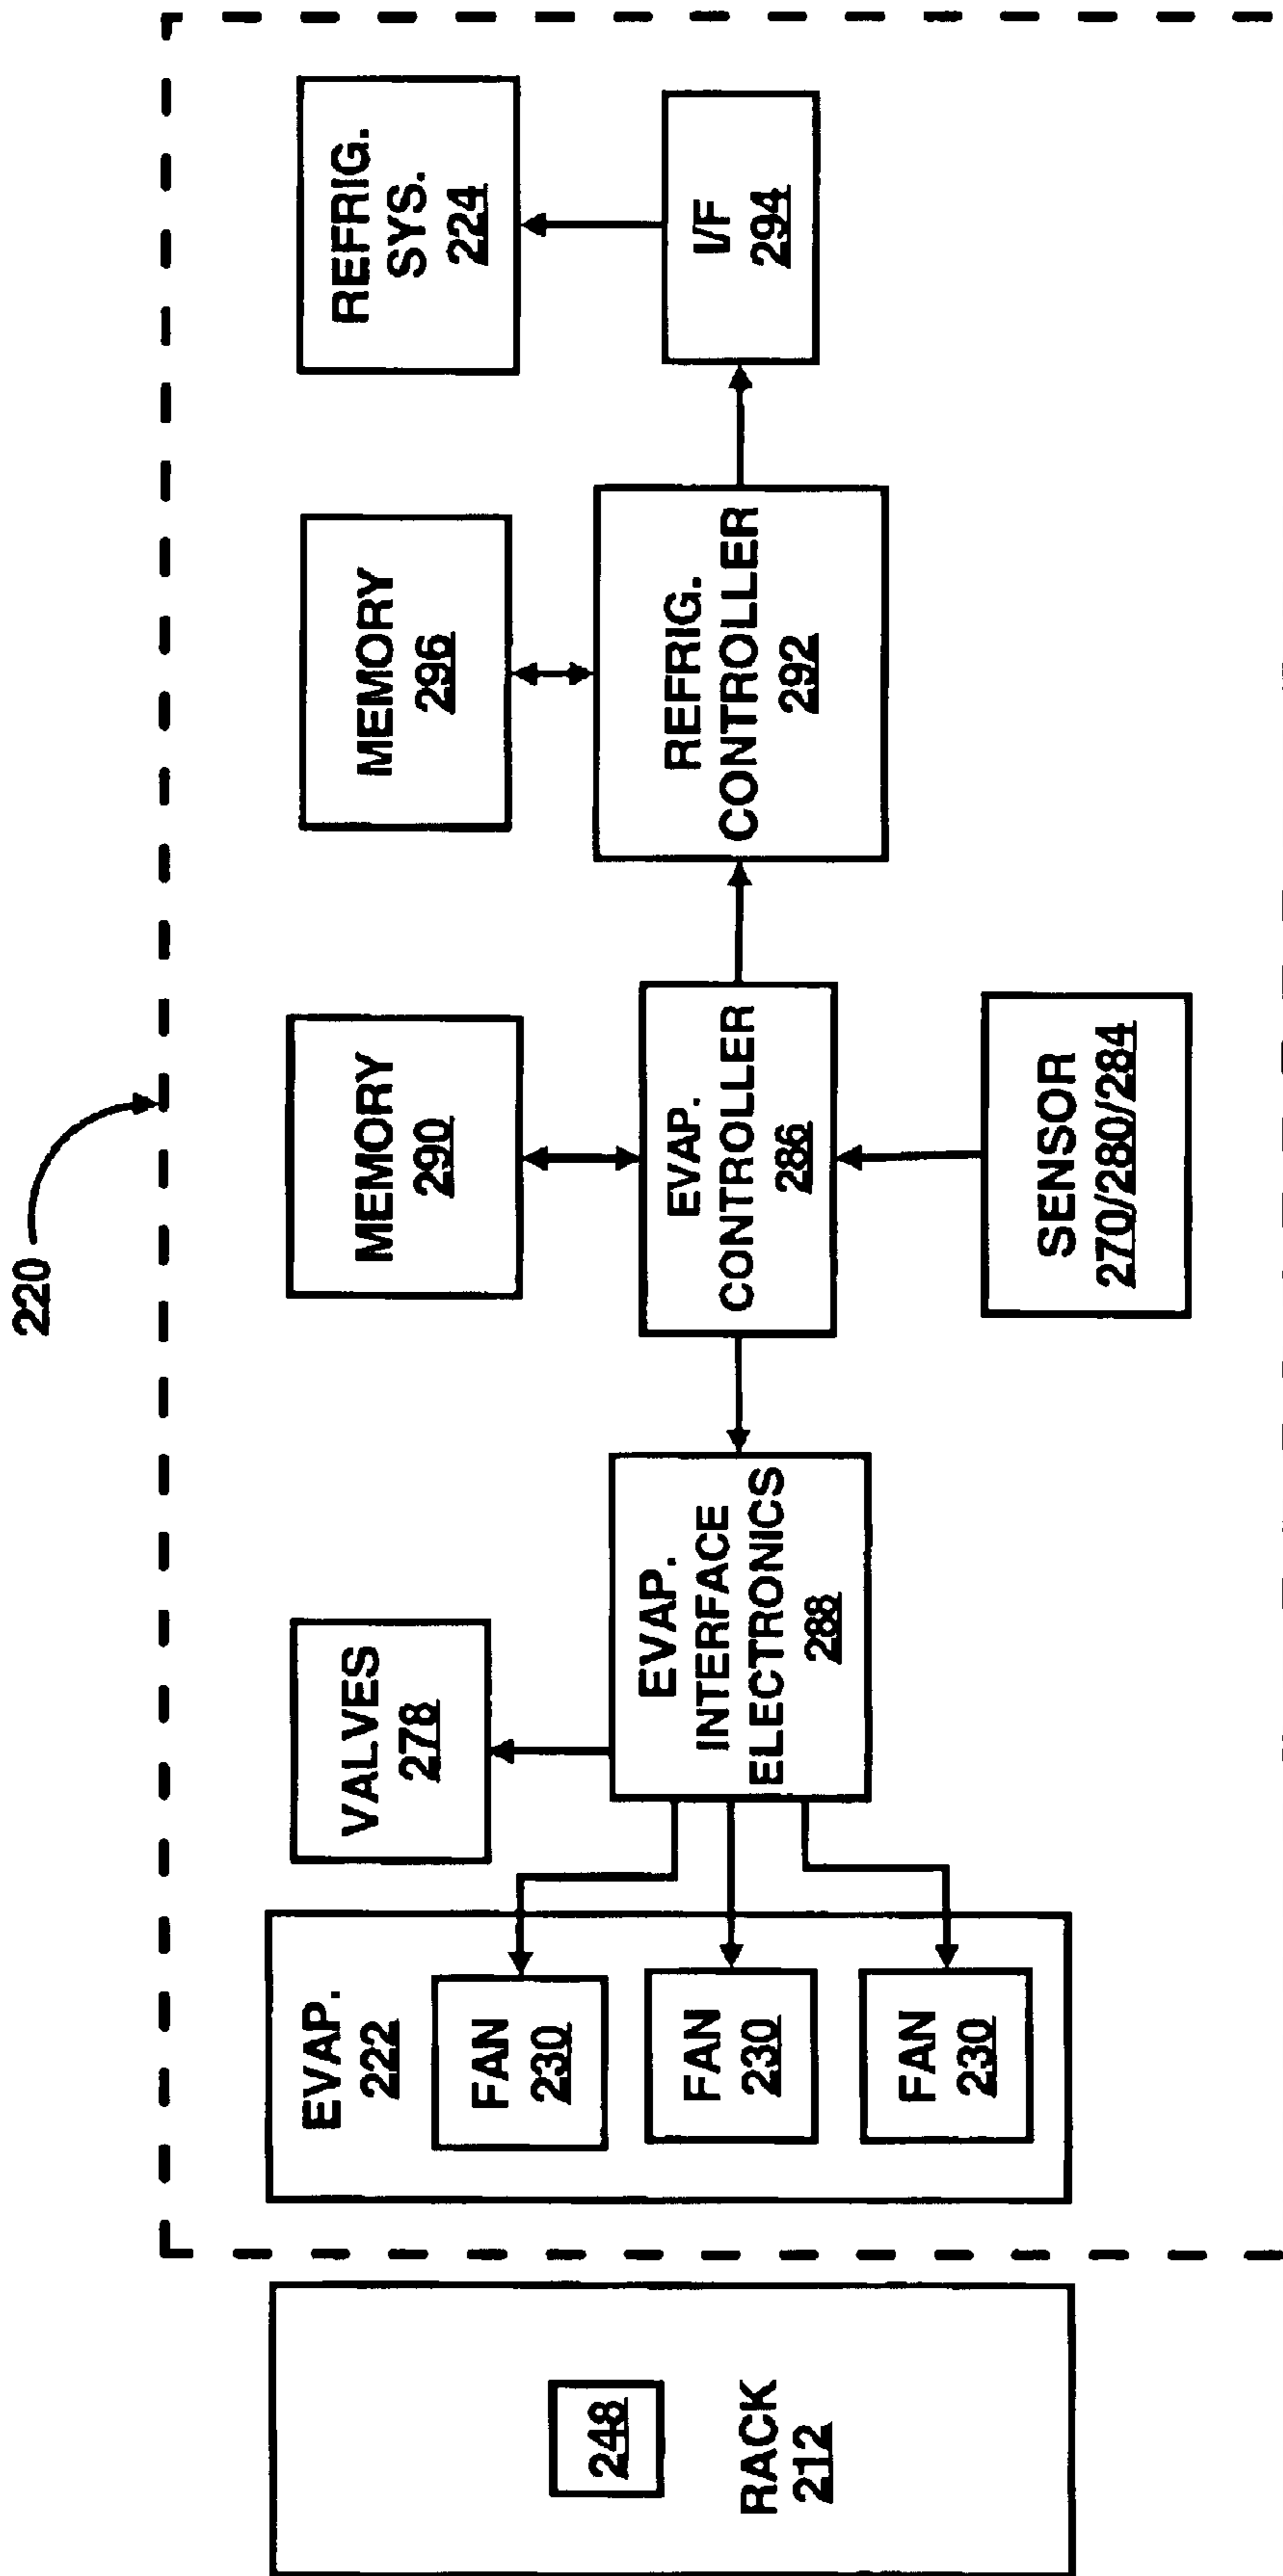 220
RACK
212
248
EVAP.
222
FAN
230
FAN
230
FAN
230
VALVES
278
EVAP.
INTERFACE
ELECTRONICS
288
MEMORY
290
EVAP.
CONTROLLER
286
SENSOR
270/280/284
MEMORY
296
REFRIG.
CONTROLLER
292
REFRIG.
SYS.
224
I/F
294